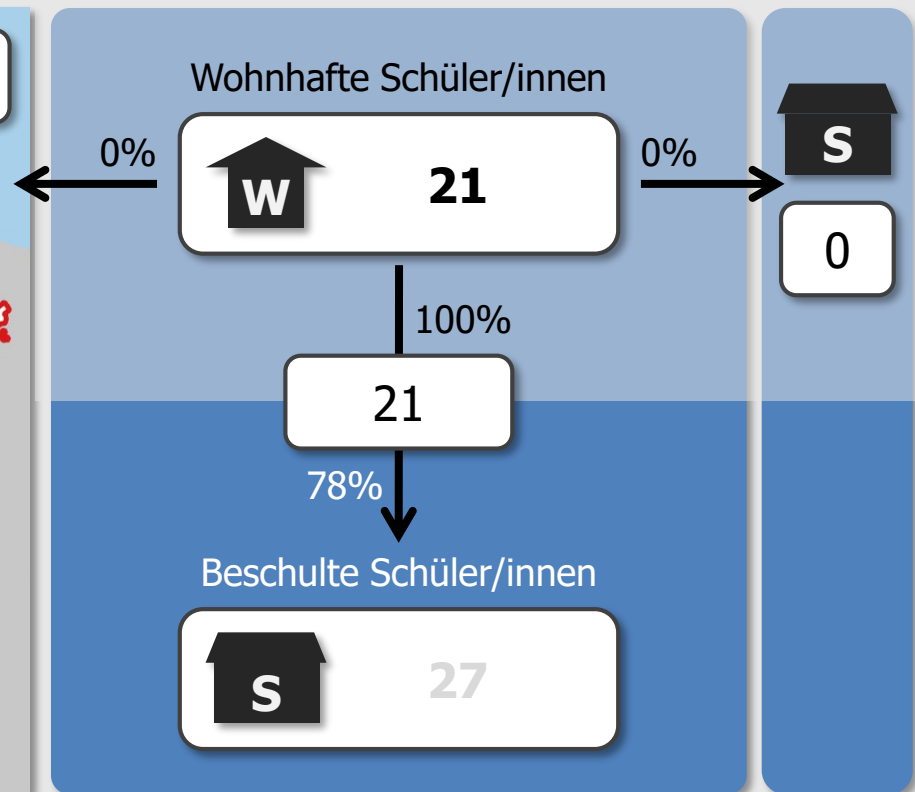 Wohnhafte Schüler/innen
0%
W
21
0%
S
0
100%
21
78%
Beschulte Schüler/innen
S
27